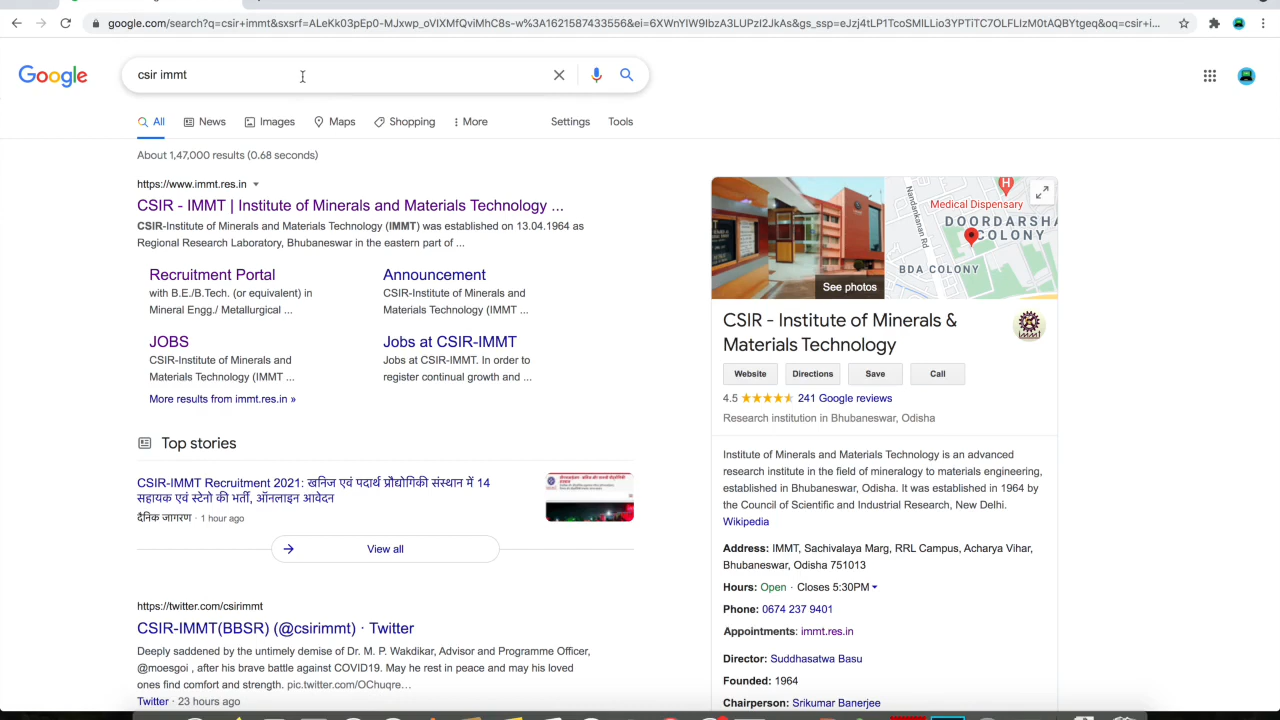 google.com/search?q=csir+immt&sxsrf=ALeKk03pEp0-MJxwp_oVIXMfQviMhC8s-w%3A1621587433556&ei=6XWnYIW9IbzA3LUPzI2JkAs&gs_ssp=eJzj4tLP1TcoSMlLLio3YPTiTC7OLFLIzM0tAQBYtgeq&oq=csir+i...
Google
csir immt
All News Images Maps Shopping More Settings Tools
About 1,47,000 results (0.68 seconds)
https://www.immt.res.in
CSIR - IMMT | Institute of Minerals and Materials Technology ...
CSIR-Institute of Minerals and Materials Technology (IMMT) was established on 13.04.1964 as
Regional Research Laboratory, Bhubaneswar in the eastern part of ...
Recruitment Portal
with B.E./B.Tech. (or equivalent) in
Mineral Engg./ Metallurgical ...
Announcement
CSIR-Institute of Minerals and
Materials Technology (IMMT ...
JOBS
CSIR-Institute of Minerals and
Materials Technology (IMMT ...
Jobs at CSIR-IMMT
Jobs at CSIR-IMMT. In order to
register continual growth and ...
More results from immt.res.in »
Top stories
CSIR-IMMT Recruitment 2021: खनिज एवं पदार्थ प्रौद्योगिकी संस्थान में 14
सहायक एवं स्टेनो की भर्ती, ऑनलाइन आवेदन
दैनिक जागरण · 1 hour ago
View all
https://twitter.com/csirimmt
CSIR-IMMT(BBSR) (@csirimmt) · Twitter
Deeply saddened by the untimely demise of Dr. M. P. Wakdikar, Advisor and Programme Officer,
@moesgoi , after his brave battle against COVID19. May he rest in peace and may his loved
ones find comfort and strength. pic.twitter.com/OChuqre...
Twitter · 23 hours ago
See photos
Nandankanan Rd
Medical Dispensary
DOORDARSHA
COLONY
BDA COLONY
CSIR - Institute of Minerals &
Materials Technology
Website Directions Save Call
4.5 241 Google reviews
Research institution in Bhubaneswar, Odisha
Institute of Minerals and Materials Technology is an advanced
research institute in the field of mineralogy to materials engineering,
established in Bhubaneswar, Odisha. It was established in 1964 by
the Council of Scientific and Industrial Research, New Delhi.
Wikipedia
Address: IMMT, Sachivalaya Marg, RRL Campus, Acharya Vihar,
Bhubaneswar, Odisha 751013
Hours: Open · Closes 5:30PM
Phone: 0674 237 9401
Appointments: immt.res.in
Director: Suddhasatwa Basu
Founded: 1964
Chairperson: Srikumar Banerjee